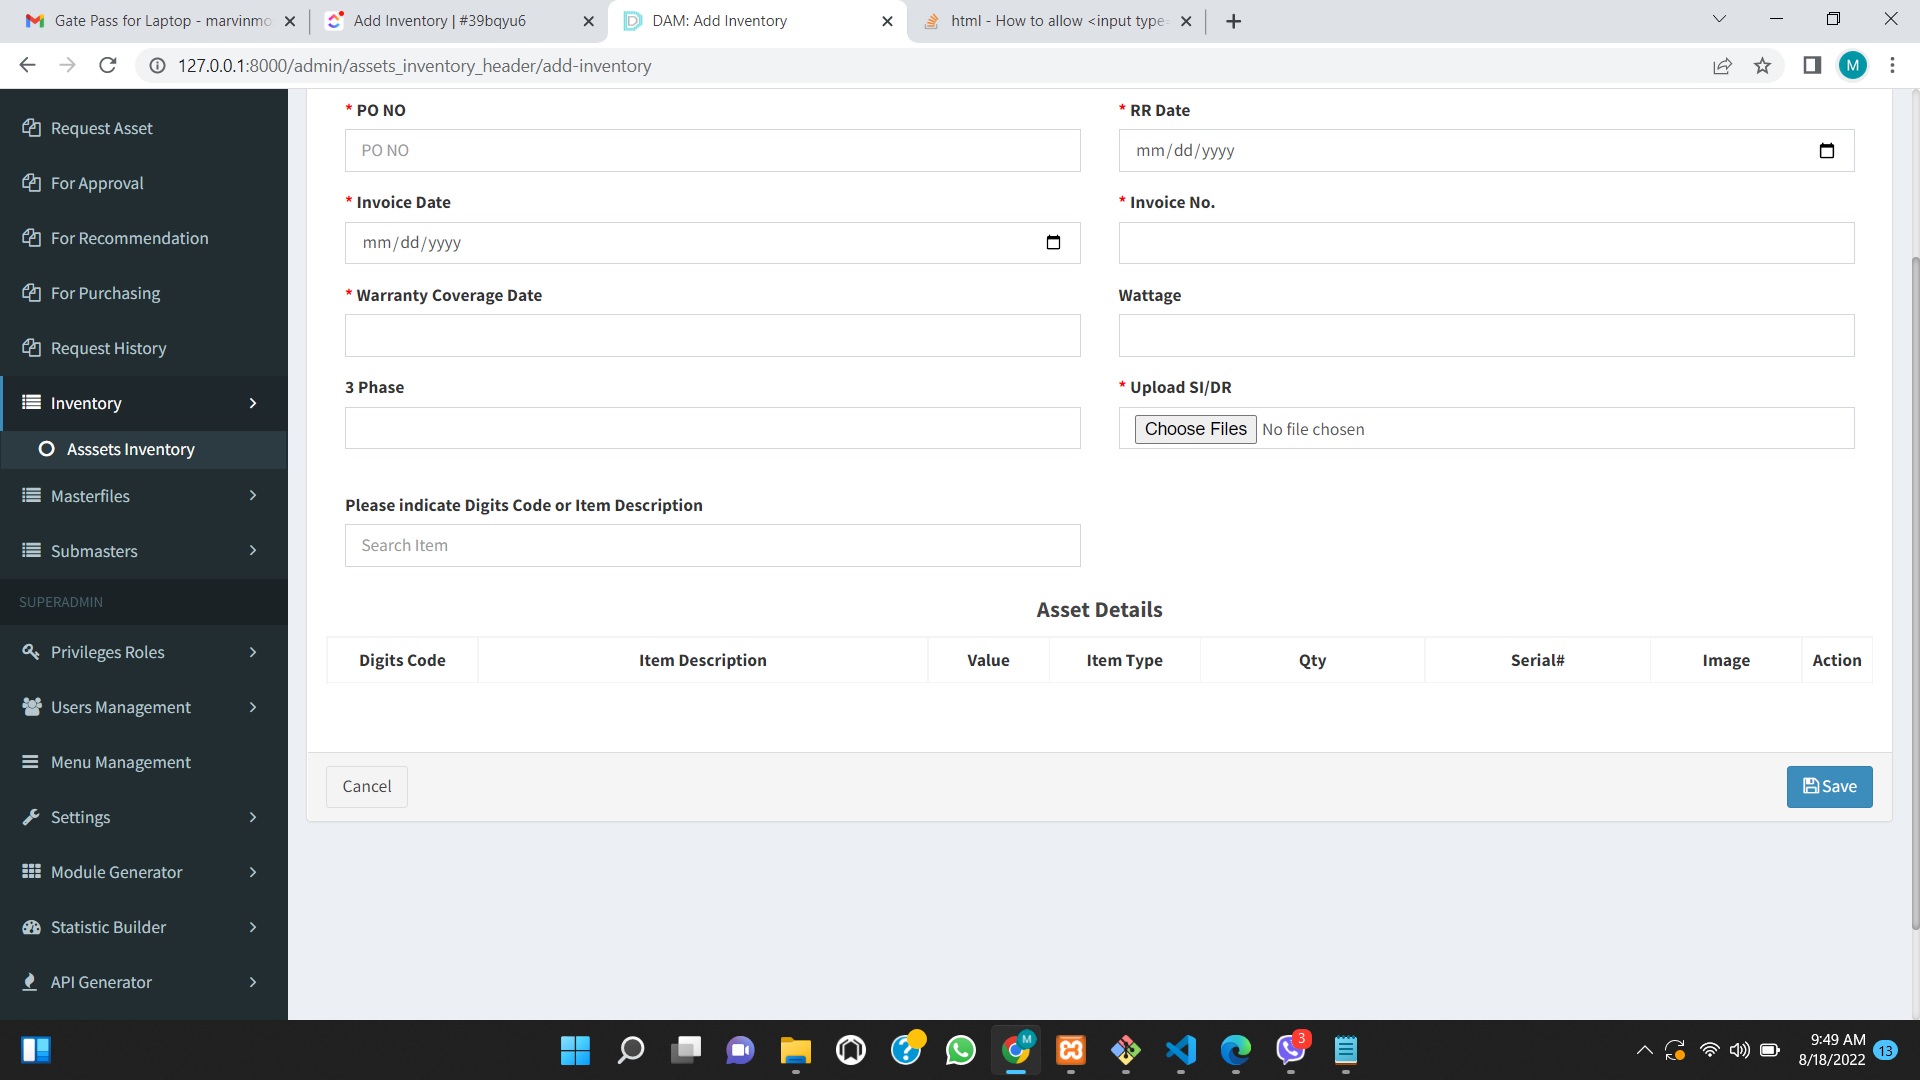 Gate Pass for Laptop - marvinmo
Add Inventory | #39bqyu6
DAM: Add Inventory
html - How to allow <input type=
127.0.0.1:8000/admin/assets_inventory_header/add-inventory
M
Request Asset
For Approval
For Recommendation
For Purchasing
Request History
Inventory
Asssets Inventory
Masterfiles
Submasters
SUPERADMIN
Privileges Roles
Users Management
Menu Management
Settings
Module Generator
Statistic Builder
API Generator
* PO NO
PO NO
* RR Date
mm/dd/yyyy
* Invoice Date
mm/dd/yyyy
* Invoice No.
* Warranty Coverage Date
Wattage
3 Phase
* Upload SI/DR
Choose Files No file chosen
Please indicate Digits Code or Item Description
Search Item
Asset Details
Digits Code Item Description Value Item Type Qty Serial# Image Action
Cancel
Save
M
3
9:49 AM
8/18/2022
13